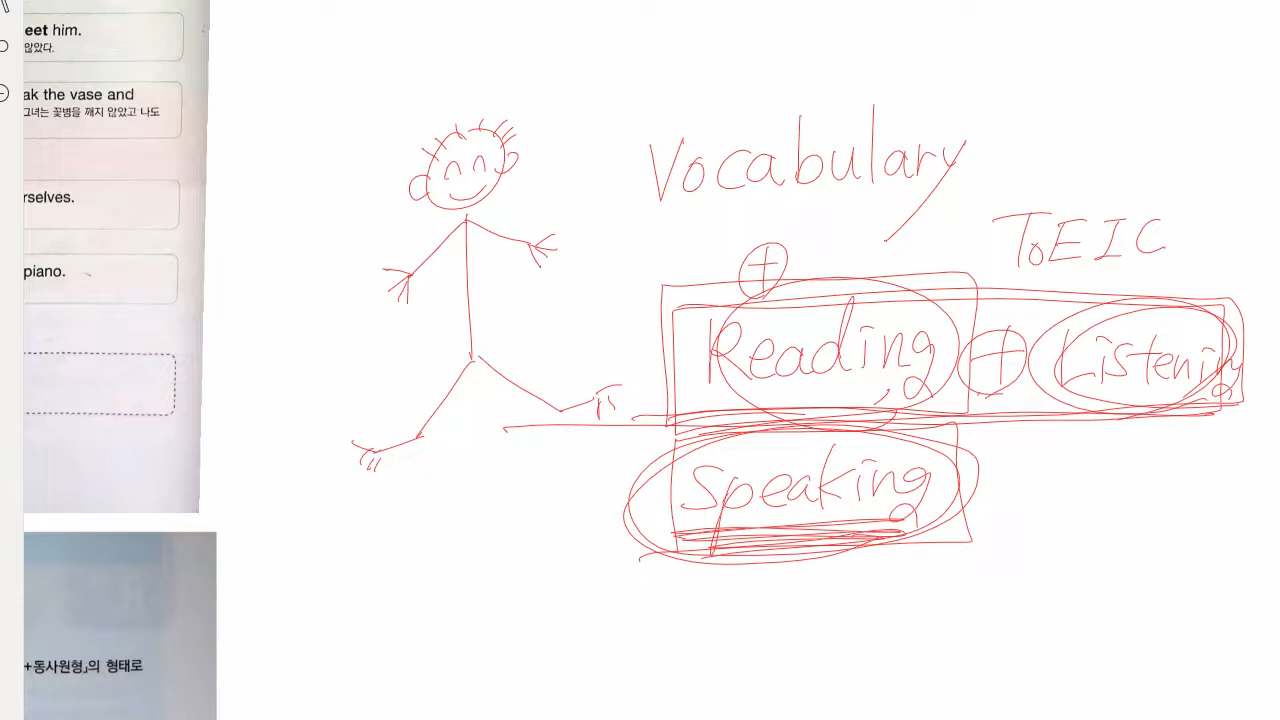 eet him.
않았다.
ak the vase and
그녀는 꽃병을 깨지 않았고 나도
rselves.
piano.
+동사원형」의 형태로
Vocabulary
TOEIC
+
Reading + Listening
Speaking